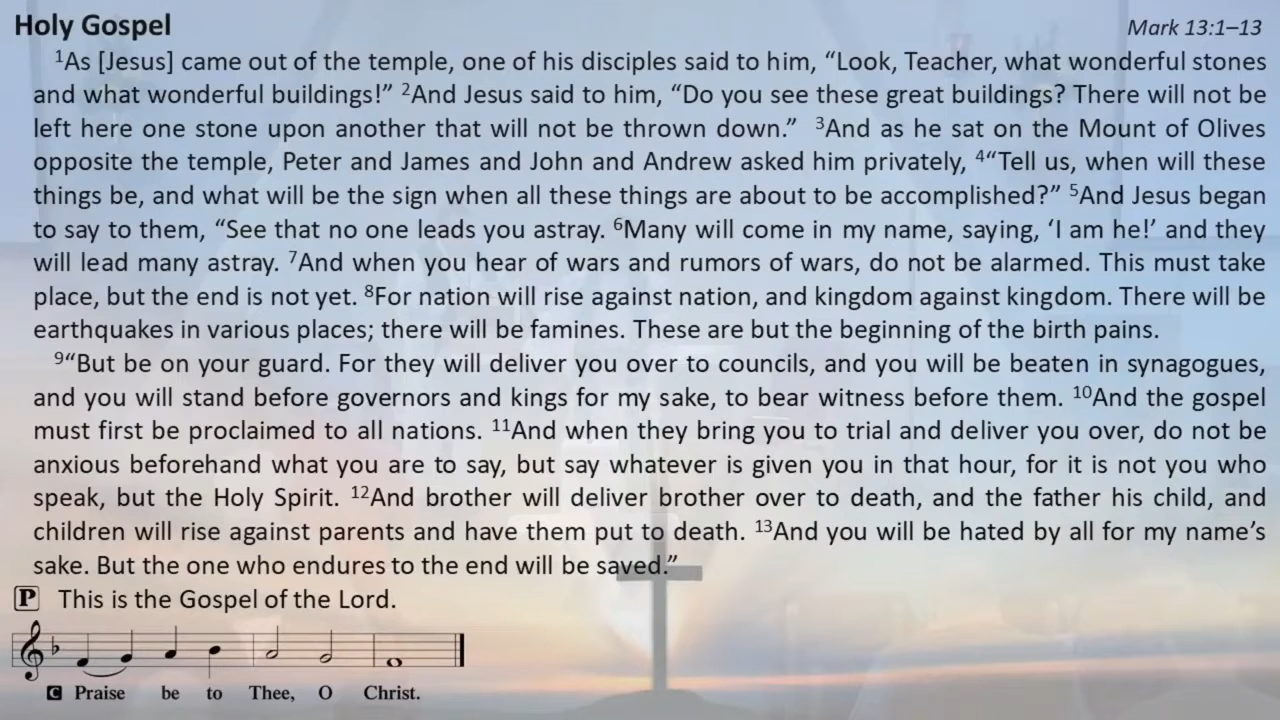 Holy Gospel
Mark 13:1–13
¹As [Jesus] came out of the temple, one of his disciples said to him, “Look, Teacher, what wonderful stones
and what wonderful buildings!” ²And Jesus said to him, “Do you see these great buildings? There will not be
left here one stone upon another that will not be thrown down.” ³And as he sat on the Mount of Olives
opposite the temple, Peter and James and John and Andrew asked him privately, ⁴“Tell us, when will these
things be, and what will be the sign when all these things are about to be accomplished?” ⁵And Jesus began
to say to them, “See that no one leads you astray. ⁶Many will come in my name, saying, ‘I am he!’ and they
will lead many astray. ⁷And when you hear of wars and rumors of wars, do not be alarmed. This must take
place, but the end is not yet. ⁸For nation will rise against nation, and kingdom against kingdom. There will be
earthquakes in various places; there will be famines. These are but the beginning of the birth pains.
⁹“But be on your guard. For they will deliver you over to councils, and you will be beaten in synagogues,
and you will stand before governors and kings for my sake, to bear witness before them. ¹⁰And the gospel
must first be proclaimed to all nations. ¹¹And when they bring you to trial and deliver you over, do not be
anxious beforehand what you are to say, but say whatever is given you in that hour, for it is not you who
speak, but the Holy Spirit. ¹²And brother will deliver brother over to death, and the father his child, and
children will rise against parents and have them put to death. ¹³And you will be hated by all for my name’s
sake. But the one who endures to the end will be saved.”
P This is the Gospel of the Lord.
C Praise be to Thee, O Christ.